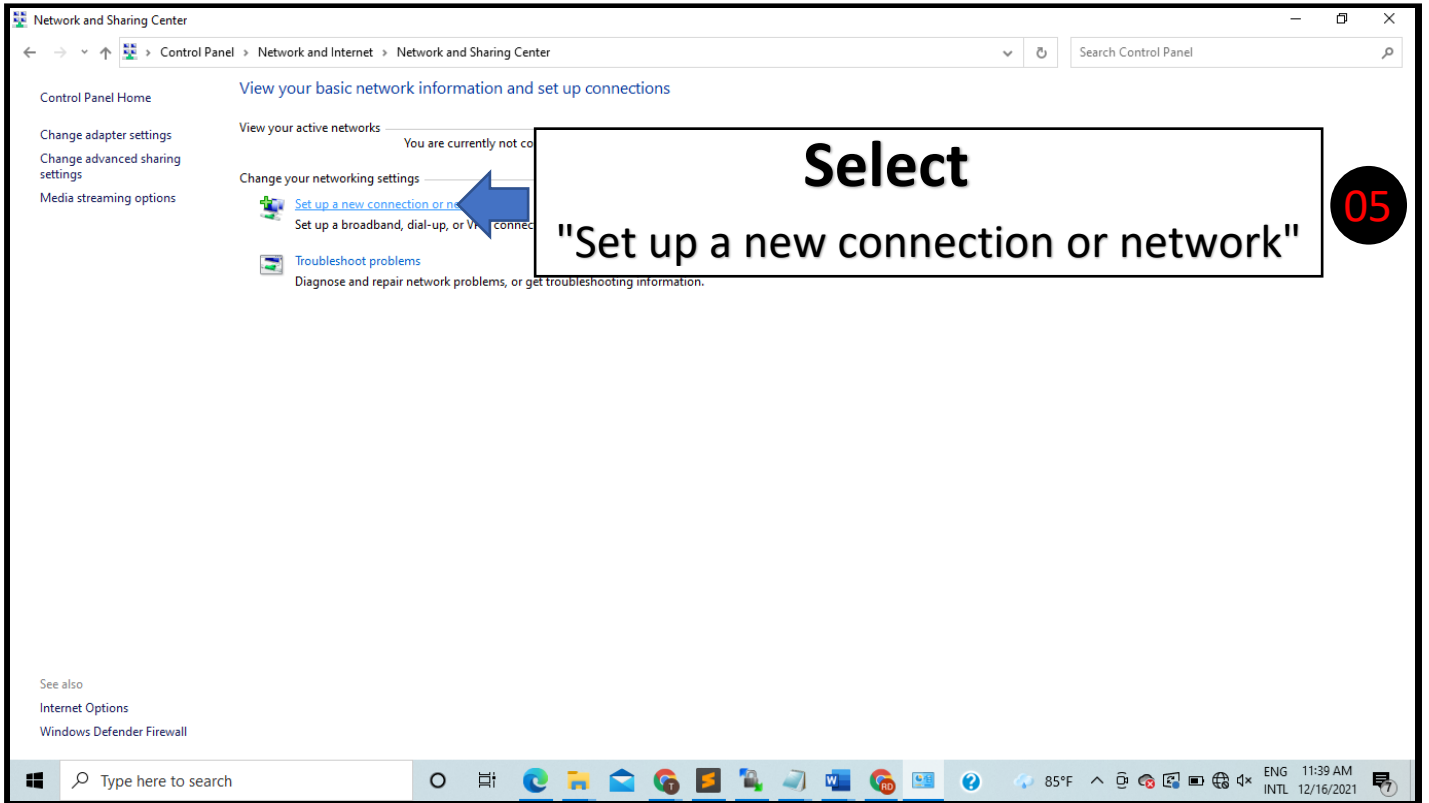 Network and Sharing Center
Control Panel > Network and Internet > Network and Sharing Center
Search Control Panel
Control Panel Home
Change adapter settings
Change advanced sharing
settings
Media streaming options
View your basic network information and set up connections
View your active networks
You are currently not co
Change your networking settings
Set up a new connection or ne
Set up a broadband, dial-up, or VPN connec
Troubleshoot problems
Diagnose and repair network problems, or get troubleshooting information.
Select
"Set up a new connection or network"
05
See also
Internet Options
Windows Defender Firewall
Type here to search
85°F
ENG 11:39 AM
INTL 12/16/2021
7